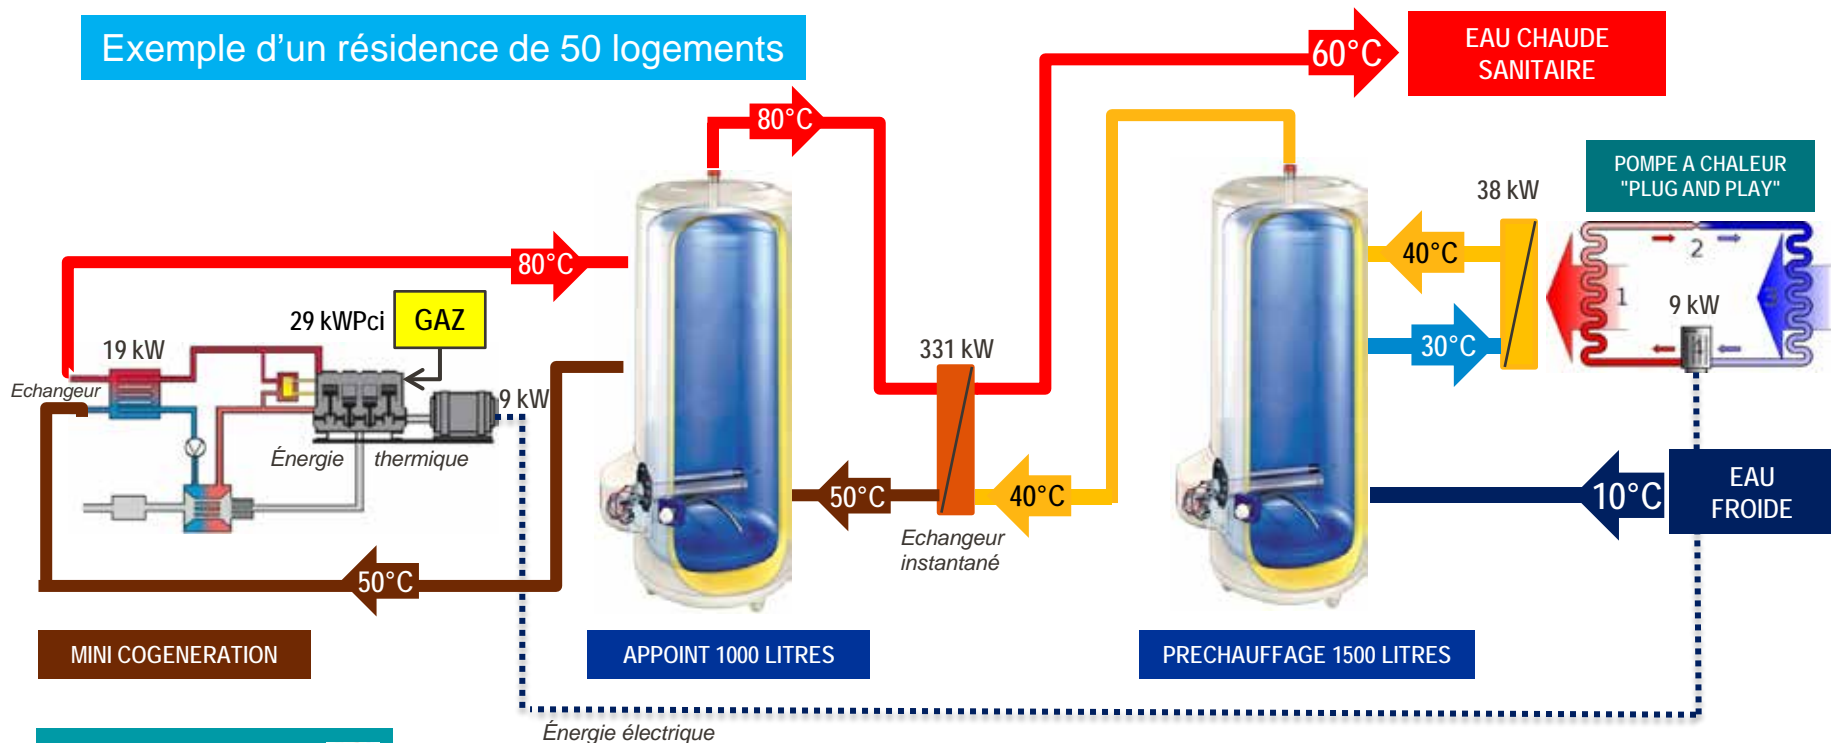 Exemple d'un résidence de 50 logements
60°C
EAU CHAUDE
SANITAIRE
80°C
POMPE A CHALEUR
"PLUG AND PLAY"
38 kW
40°C
2
80°C
1
3
9 kW
29 kWPci
GAZ
30°C
4
19 kW
331 kW
Echangeur
9 kW
Énergie thermique
50°C
40°C
10°C
EAU
FROIDE
Echangeur
instantané
50°C
MINI COGENERATION
APPOINT 1000 LITRES
PRECHAUFFAGE 1500 LITRES
Énergie électrique